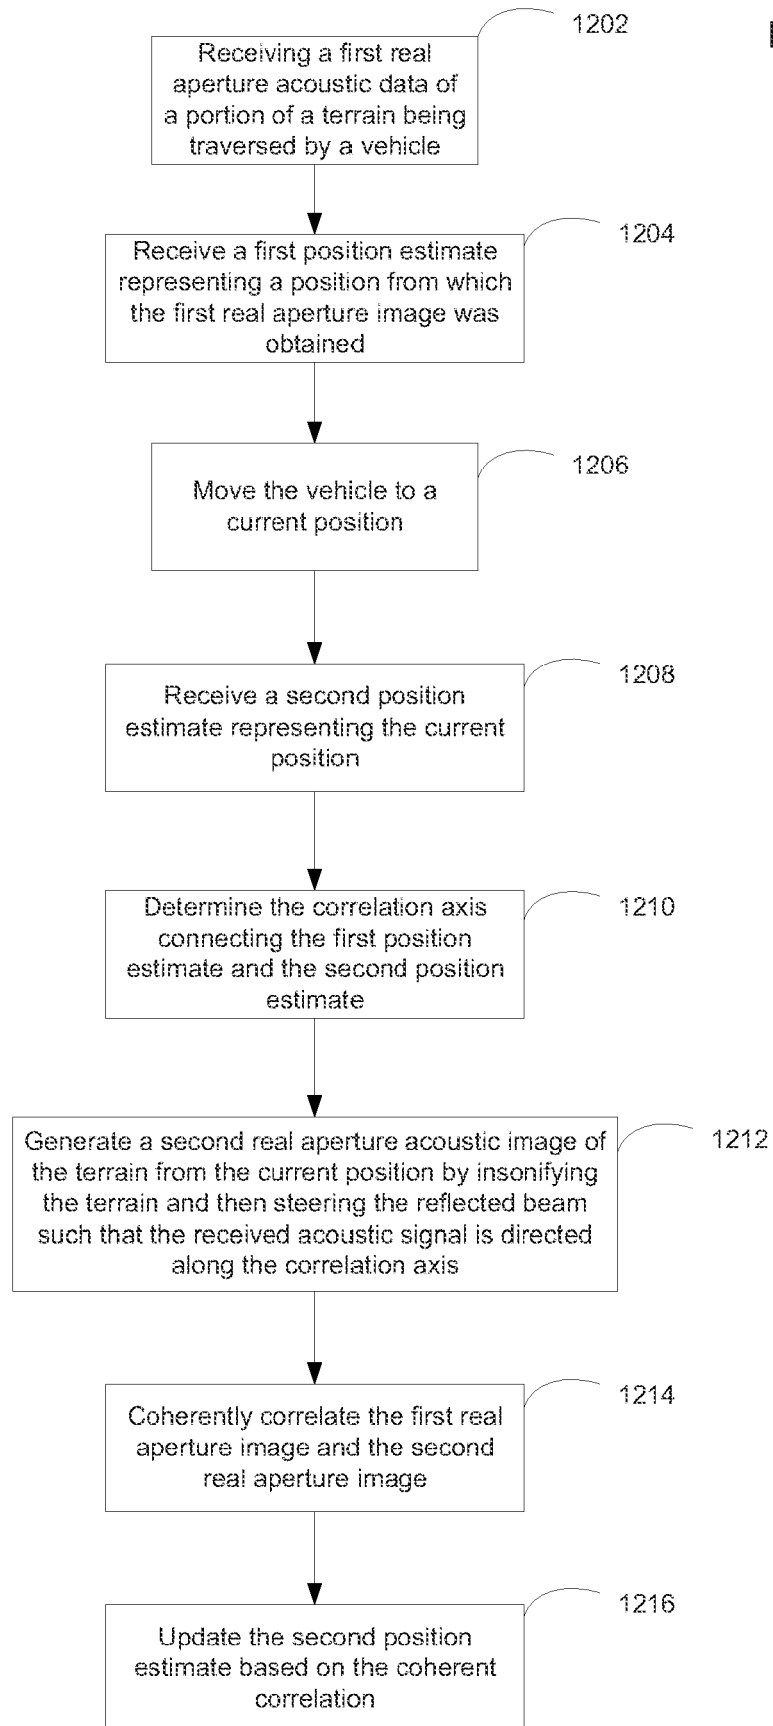 1202
Receiving a first real
aperture acoustic data of
a portion of a terrain being
traversed by a vehicle
1204
Receive a first position estimate
representing a position from which
the first real aperture image was
obtained
1206
Move the vehicle to a
current position
1208
Receive a second position
estimate representing the current
position
1210
Determine the correlation axis
connecting the first position
estimate and the second position
estimate
1212
Generate a second real aperture acoustic image of
the terrain from the current position by insonifying
the terrain and then steering the reflected beam
such that the received acoustic signal is directed
along the correlation axis
1214
Coherently correlate the first real
aperture image and the second
real aperture image
1216
Update the second position
estimate based on the coherent
correlation